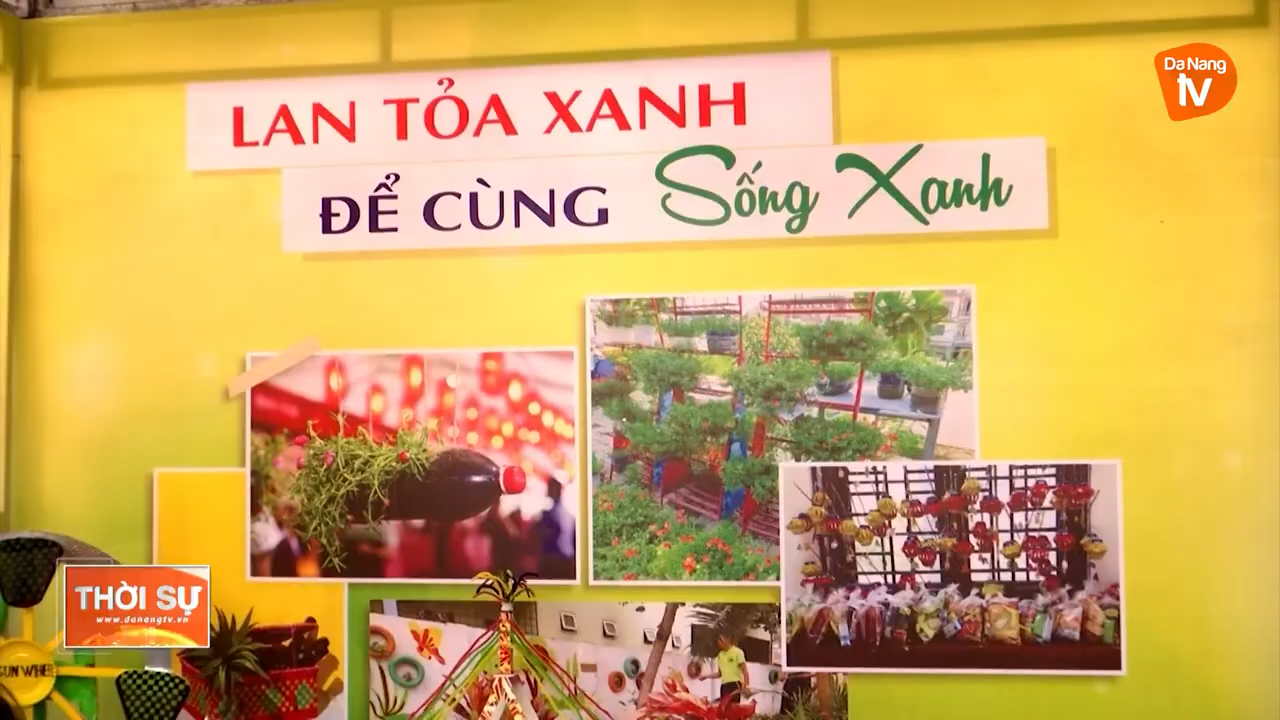 Da Nang
tv
LAN TỎA XANH
ĐỂ CÙNG Sống Xanh
THỜI SỰ
www.danangtv.vn
SUN WHEEL